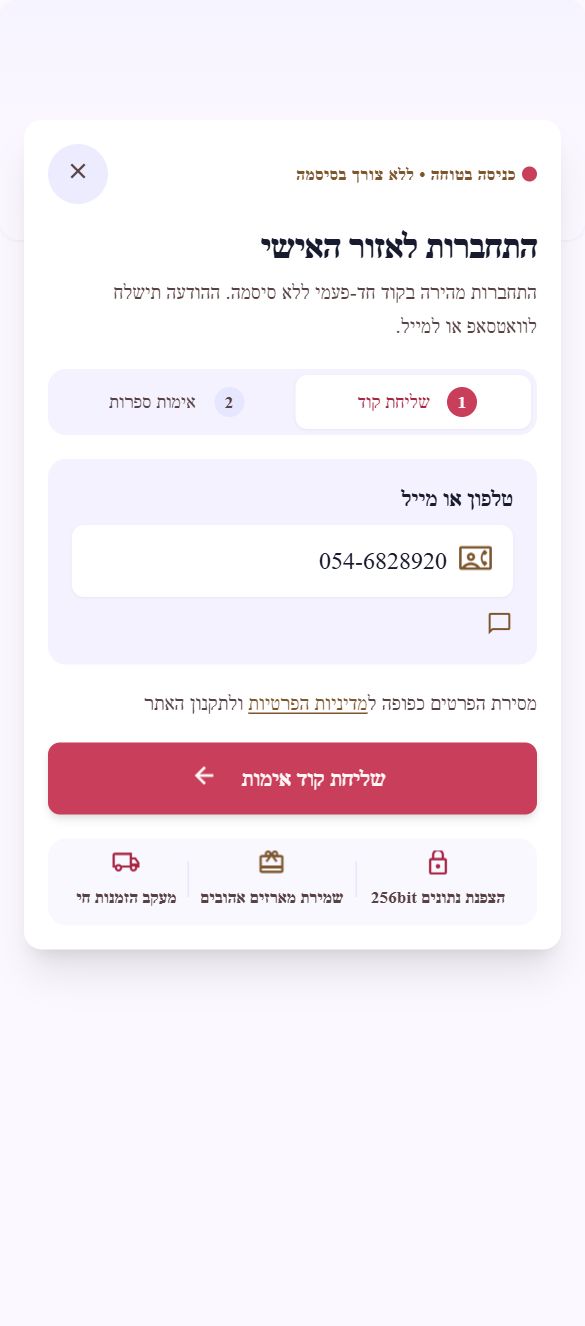 כניסה בטוחה • ללא צורך בסיסמה
התחברות לאזור האישי
התחברות מהירה בקוד חד-פעמי ללא סיסמה. ההודעה תישלח
לוואטסאפ או למייל.
1 שליחת קוד
2 אימות ספרות
טלפון או מייל
054-6828920
מסירת הפרטים כפופה למדיניות הפרטיות ולתקנון האתר
שליחת קוד אימות
הצפנת נתונים 256bit
שמירת מארזים אהובים
מעקב הזמנות חי